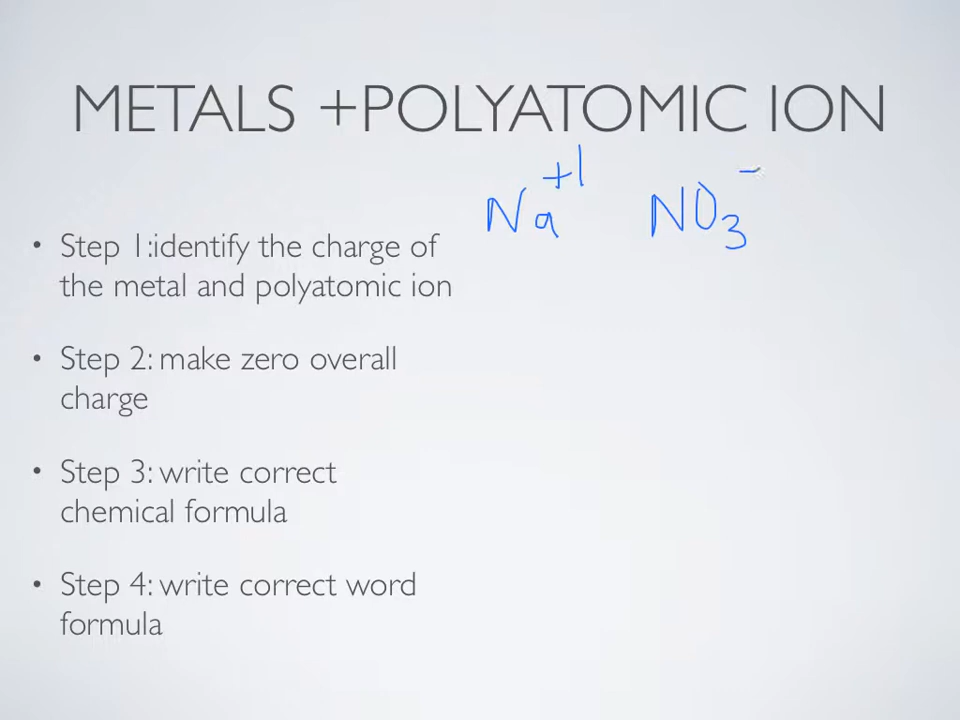 METALS +POLYATOMIC ION
Na+1 NO3-
• Step 1:identify the charge of
the metal and polyatomic ion
• Step 2: make zero overall
charge
• Step 3: write correct
chemical formula
• Step 4: write correct word
formula